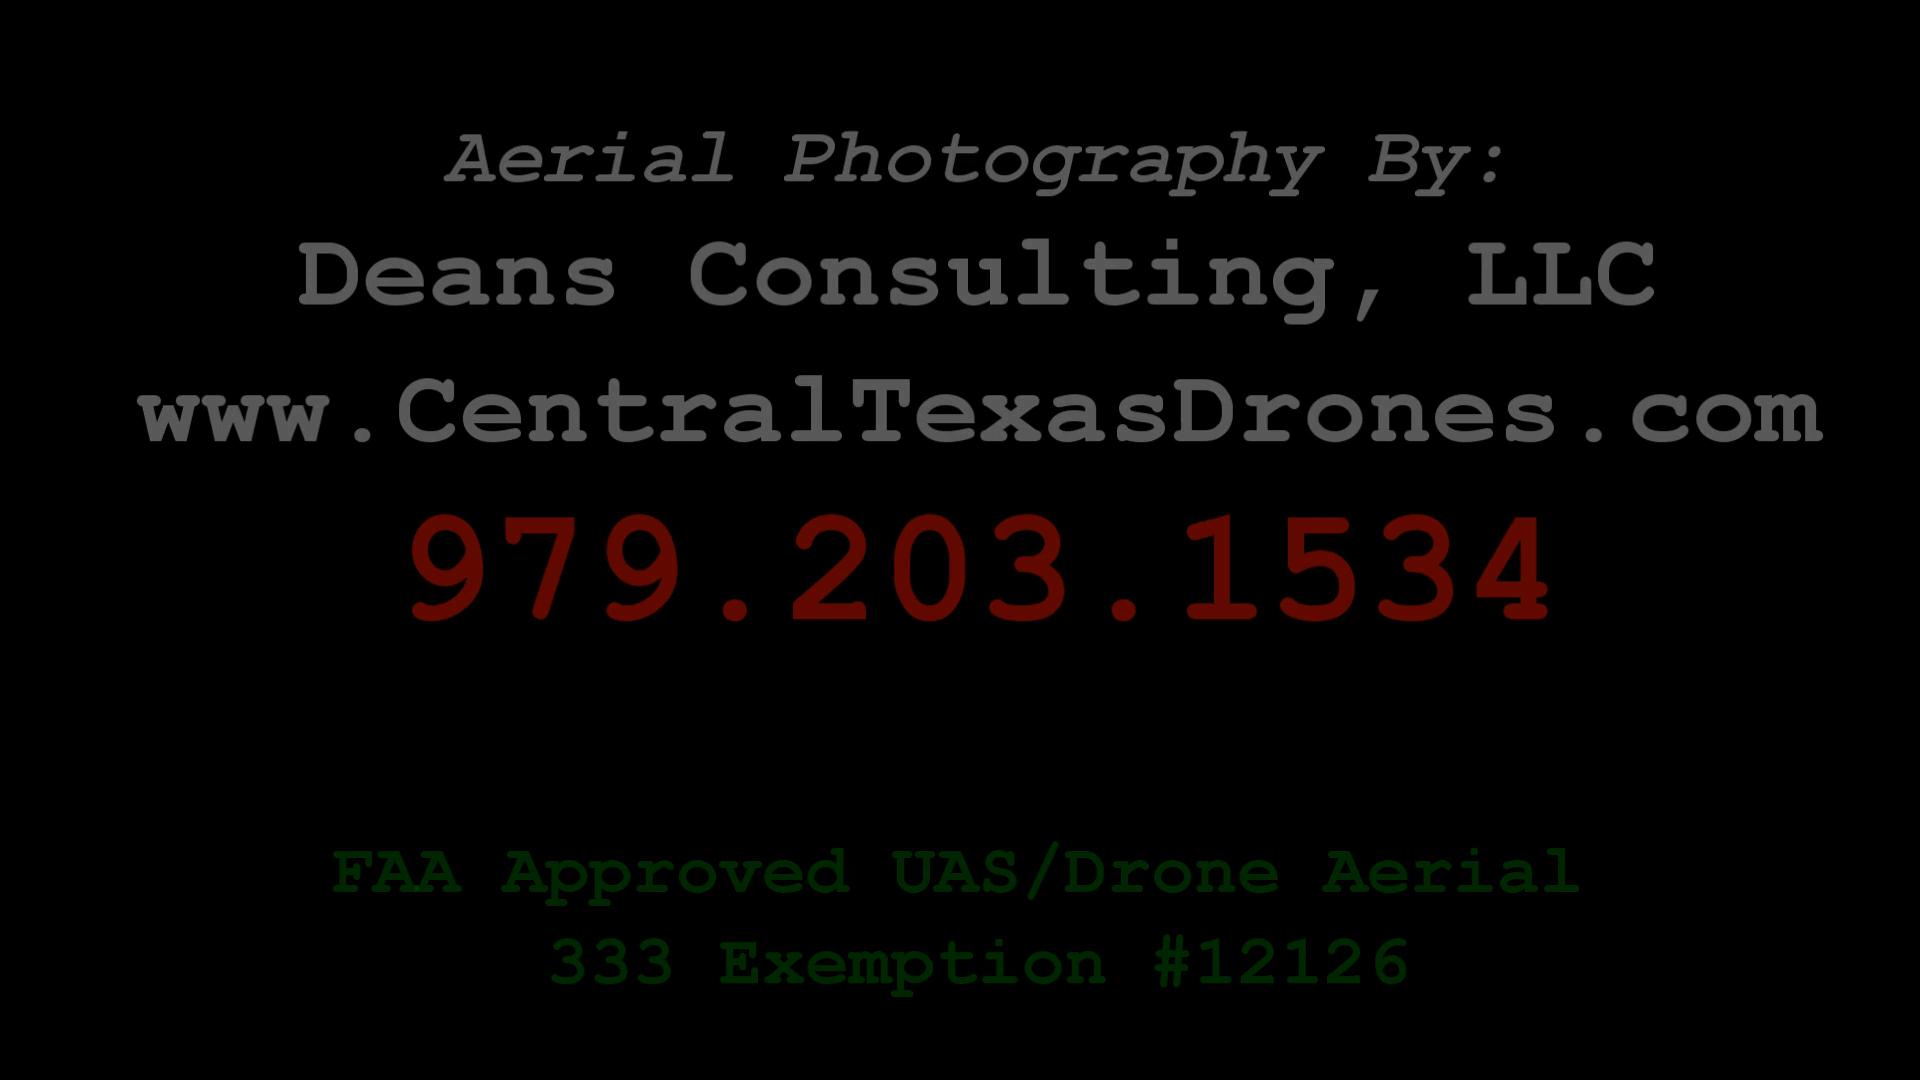 Aerial Photography By:
Deans Consulting, LLC
www.CentralTexasDrones.com
979.203.1534
FAA Approved UAS/Drone Aerial
333 Exemption #12126